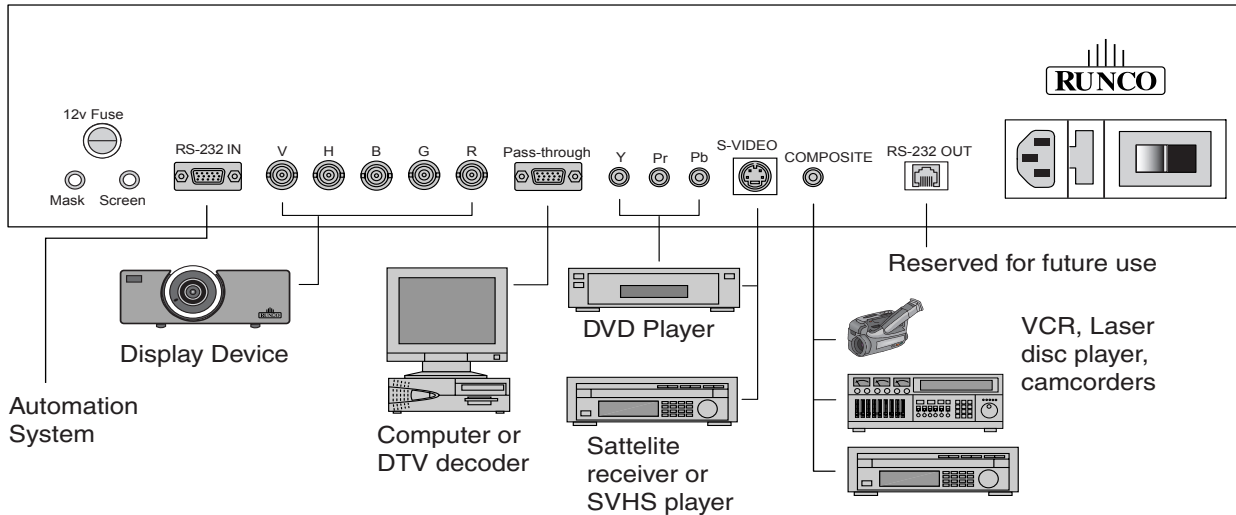 RUNCO
12v Fuse
RS-232 IN
V
H
B
G
R
Pass-through
Y
Pr
Pb
S-VIDEO
COMPOSITE
RS-232 OUT
Mask
Screen
Reserved for future use
RUNCO
Display Device
DVD Player
VCR, Laser
disc player,
camcorders
Automation
System
Computer or
DTV decoder
Sattelite
receiver or
SVHS player